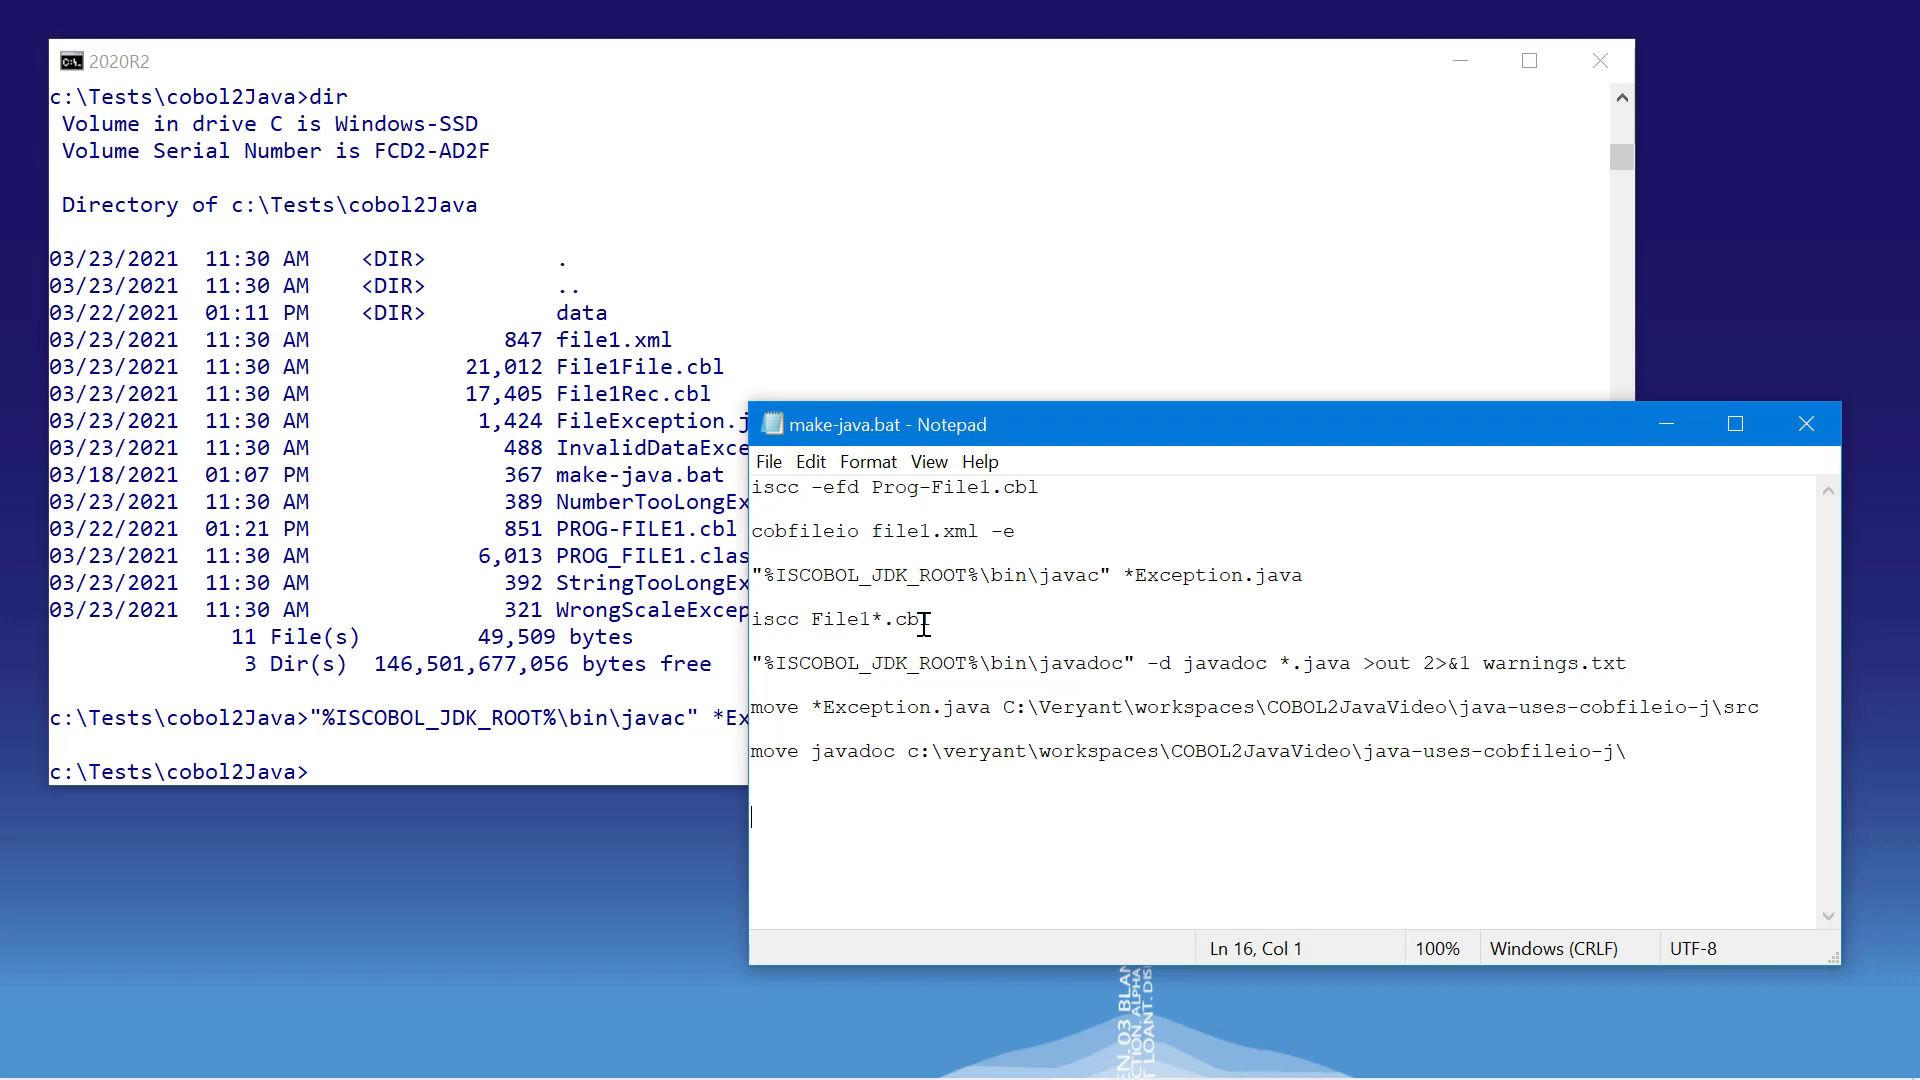 2020R2
c:\Tests\cobol2Java>dir
Volume in drive C is Windows-SSD
Volume Serial Number is FCD2-AD2F
Directory of c:\Tests\cobol2Java
03/23/2021  11:30 AM    <DIR>          .
03/23/2021  11:30 AM    <DIR>          ..
03/22/2021  01:11 PM    <DIR>          data
03/23/2021  11:30 AM               847 file1.xml
03/23/2021  11:30 AM            21,012 File1File.cbl
03/23/2021  11:30 AM            17,405 File1Rec.cbl
03/23/2021  11:30 AM             1,424 FileException.j
03/23/2021  11:30 AM               488 InvalidDataExce
03/18/2021  01:07 PM               367 make-java.bat
03/23/2021  11:30 AM               389 NumberTooLongEx
03/22/2021  01:21 PM               851 PROG-FILE1.cbl
03/23/2021  11:30 AM             6,013 PROG_FILE1.clas
03/23/2021  11:30 AM               392 StringTooLongEx
03/23/2021  11:30 AM               321 WrongScaleExcep
11 File(s)         49,509 bytes
3 Dir(s)  146,501,677,056 bytes free
c:\Tests\cobol2Java>"%ISCOBOL_JDK_ROOT%\bin\javac" *Ex
c:\Tests\cobol2Java>
make-java.bat - Notepad
File Edit Format View Help
iscc -efd Prog-File1.cbl
cobfileio file1.xml -e
"%ISCOBOL_JDK_ROOT%\bin\javac" *Exception.java
iscc File1*.cbl
"%ISCOBOL_JDK_ROOT%\bin\javadoc" -d javadoc *.java >out 2>&1 warnings.txt
move *Exception.java C:\Veryant\workspaces\COBOL2JavaVideo\java-uses-cobfileio-j\src
move javadoc c:\veryant\workspaces\COBOL2JavaVideo\java-uses-cobfileio-j\
Ln 16, Col 1
100%
Windows (CRLF)
UTF-8